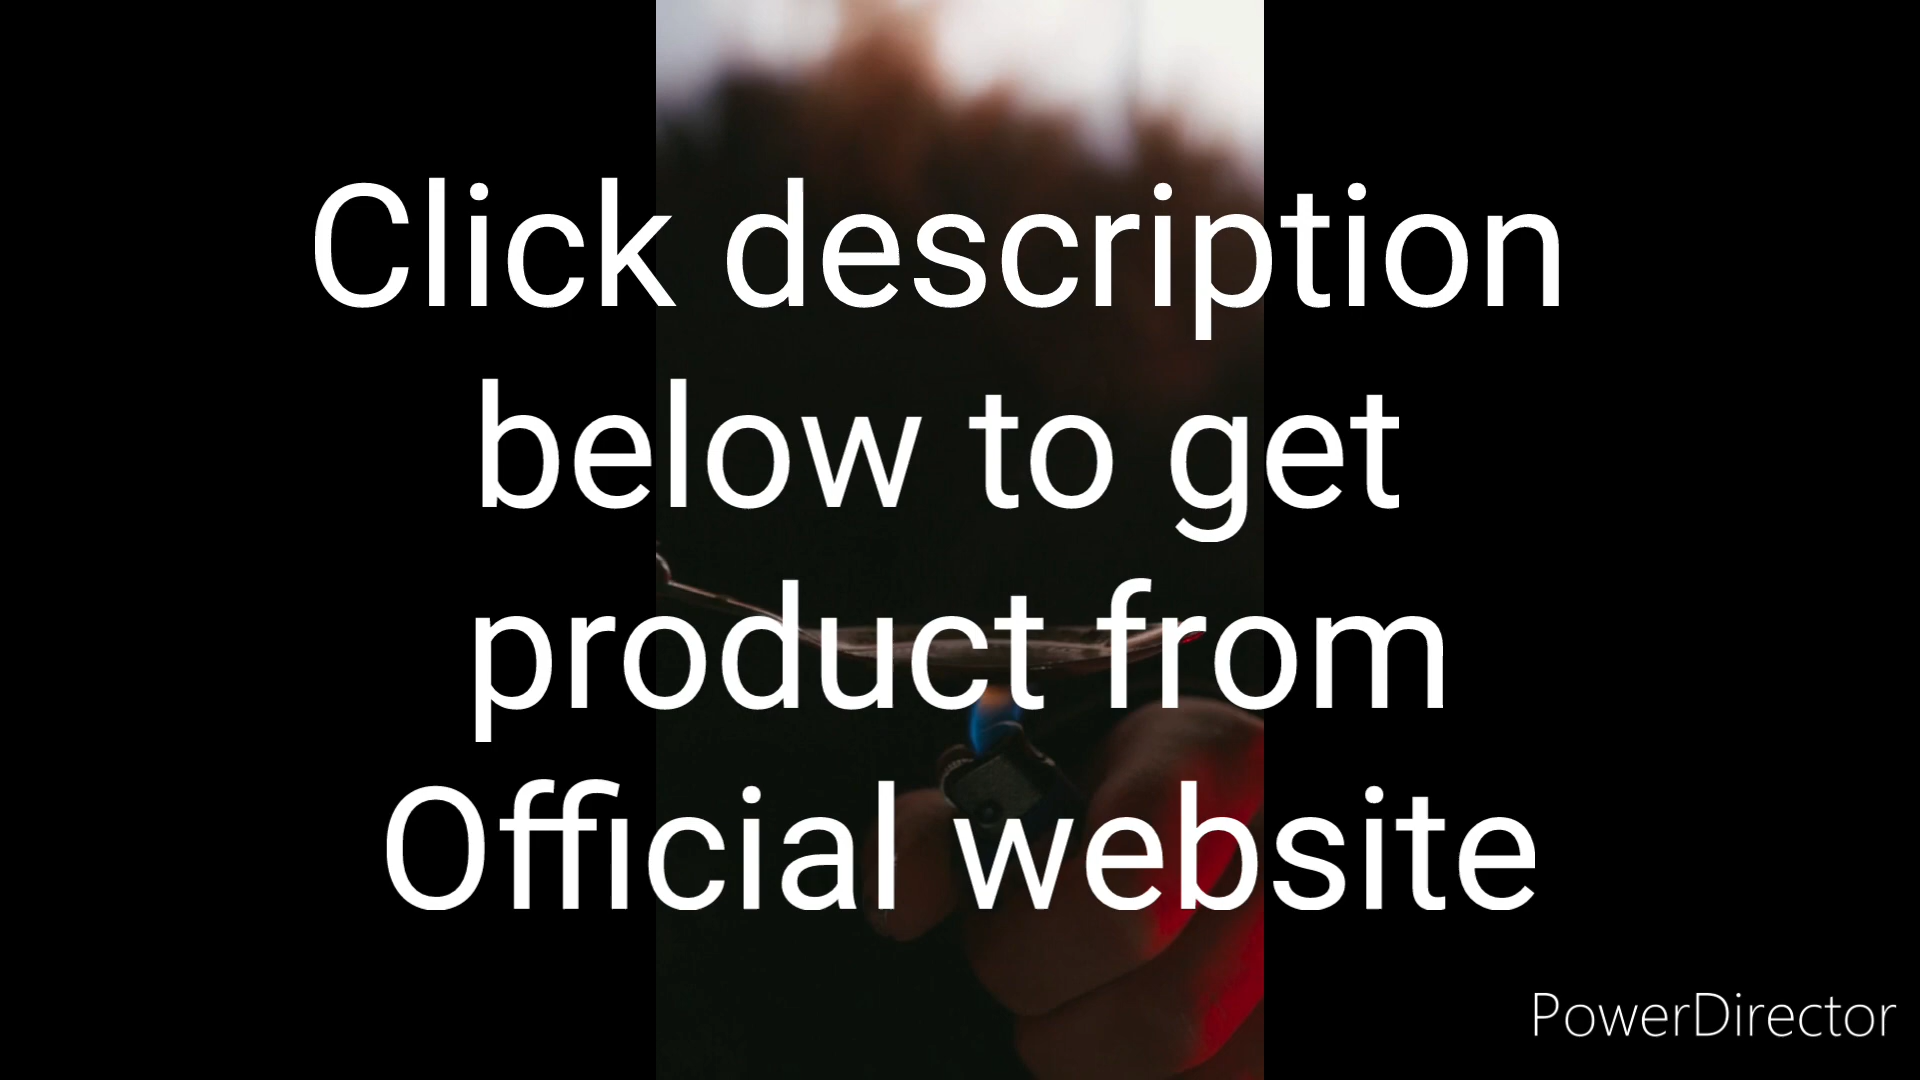 Click description
below to get
product from
Official website
PowerDirector